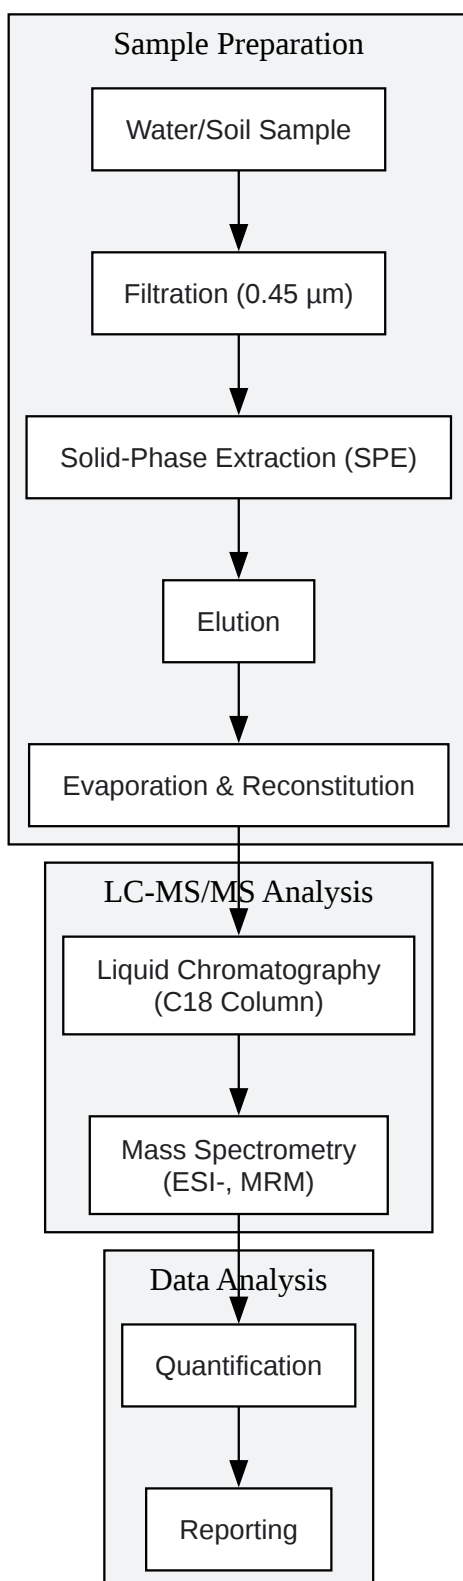 Sample Preparation
Water/Soil Sample
Filtration (0.45 µm)
Solid-Phase Extraction (SPE)
Elution
Evaporation & Reconstitution
LC-MS/MS Analysis
Liquid Chromatography
(C18 Column)
Mass Spectrometry
(ESI-, MRM)
Data Analysis
Quantification
Reporting